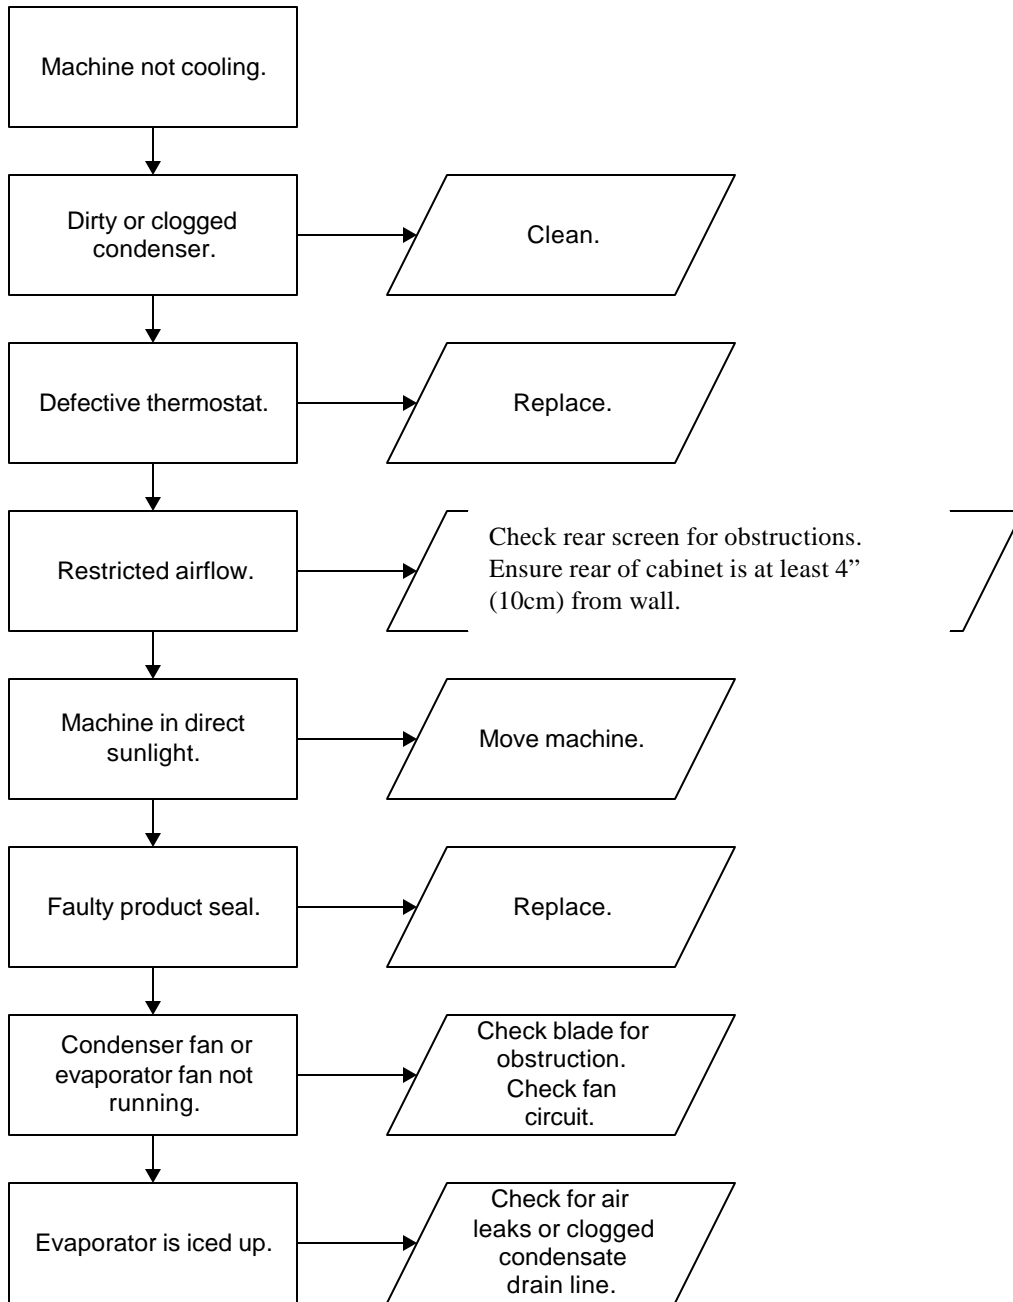 Machine not cooling.
Dirty or clogged
condenser.
Clean.
Defective thermostat.
Replace.
Restricted airflow.
Check rear screen for obstructions.
Ensure rear of cabinet is at least 4”
(10cm) from wall.
Machine in direct
sunlight.
Move machine.
Faulty product seal.
Replace.
Condenser fan or
evaporator fan not
running.
Check blade for
obstruction.
Check fan
circuit.
Evaporator is iced up.
Check for air
leaks or clogged
condensate
drain line.